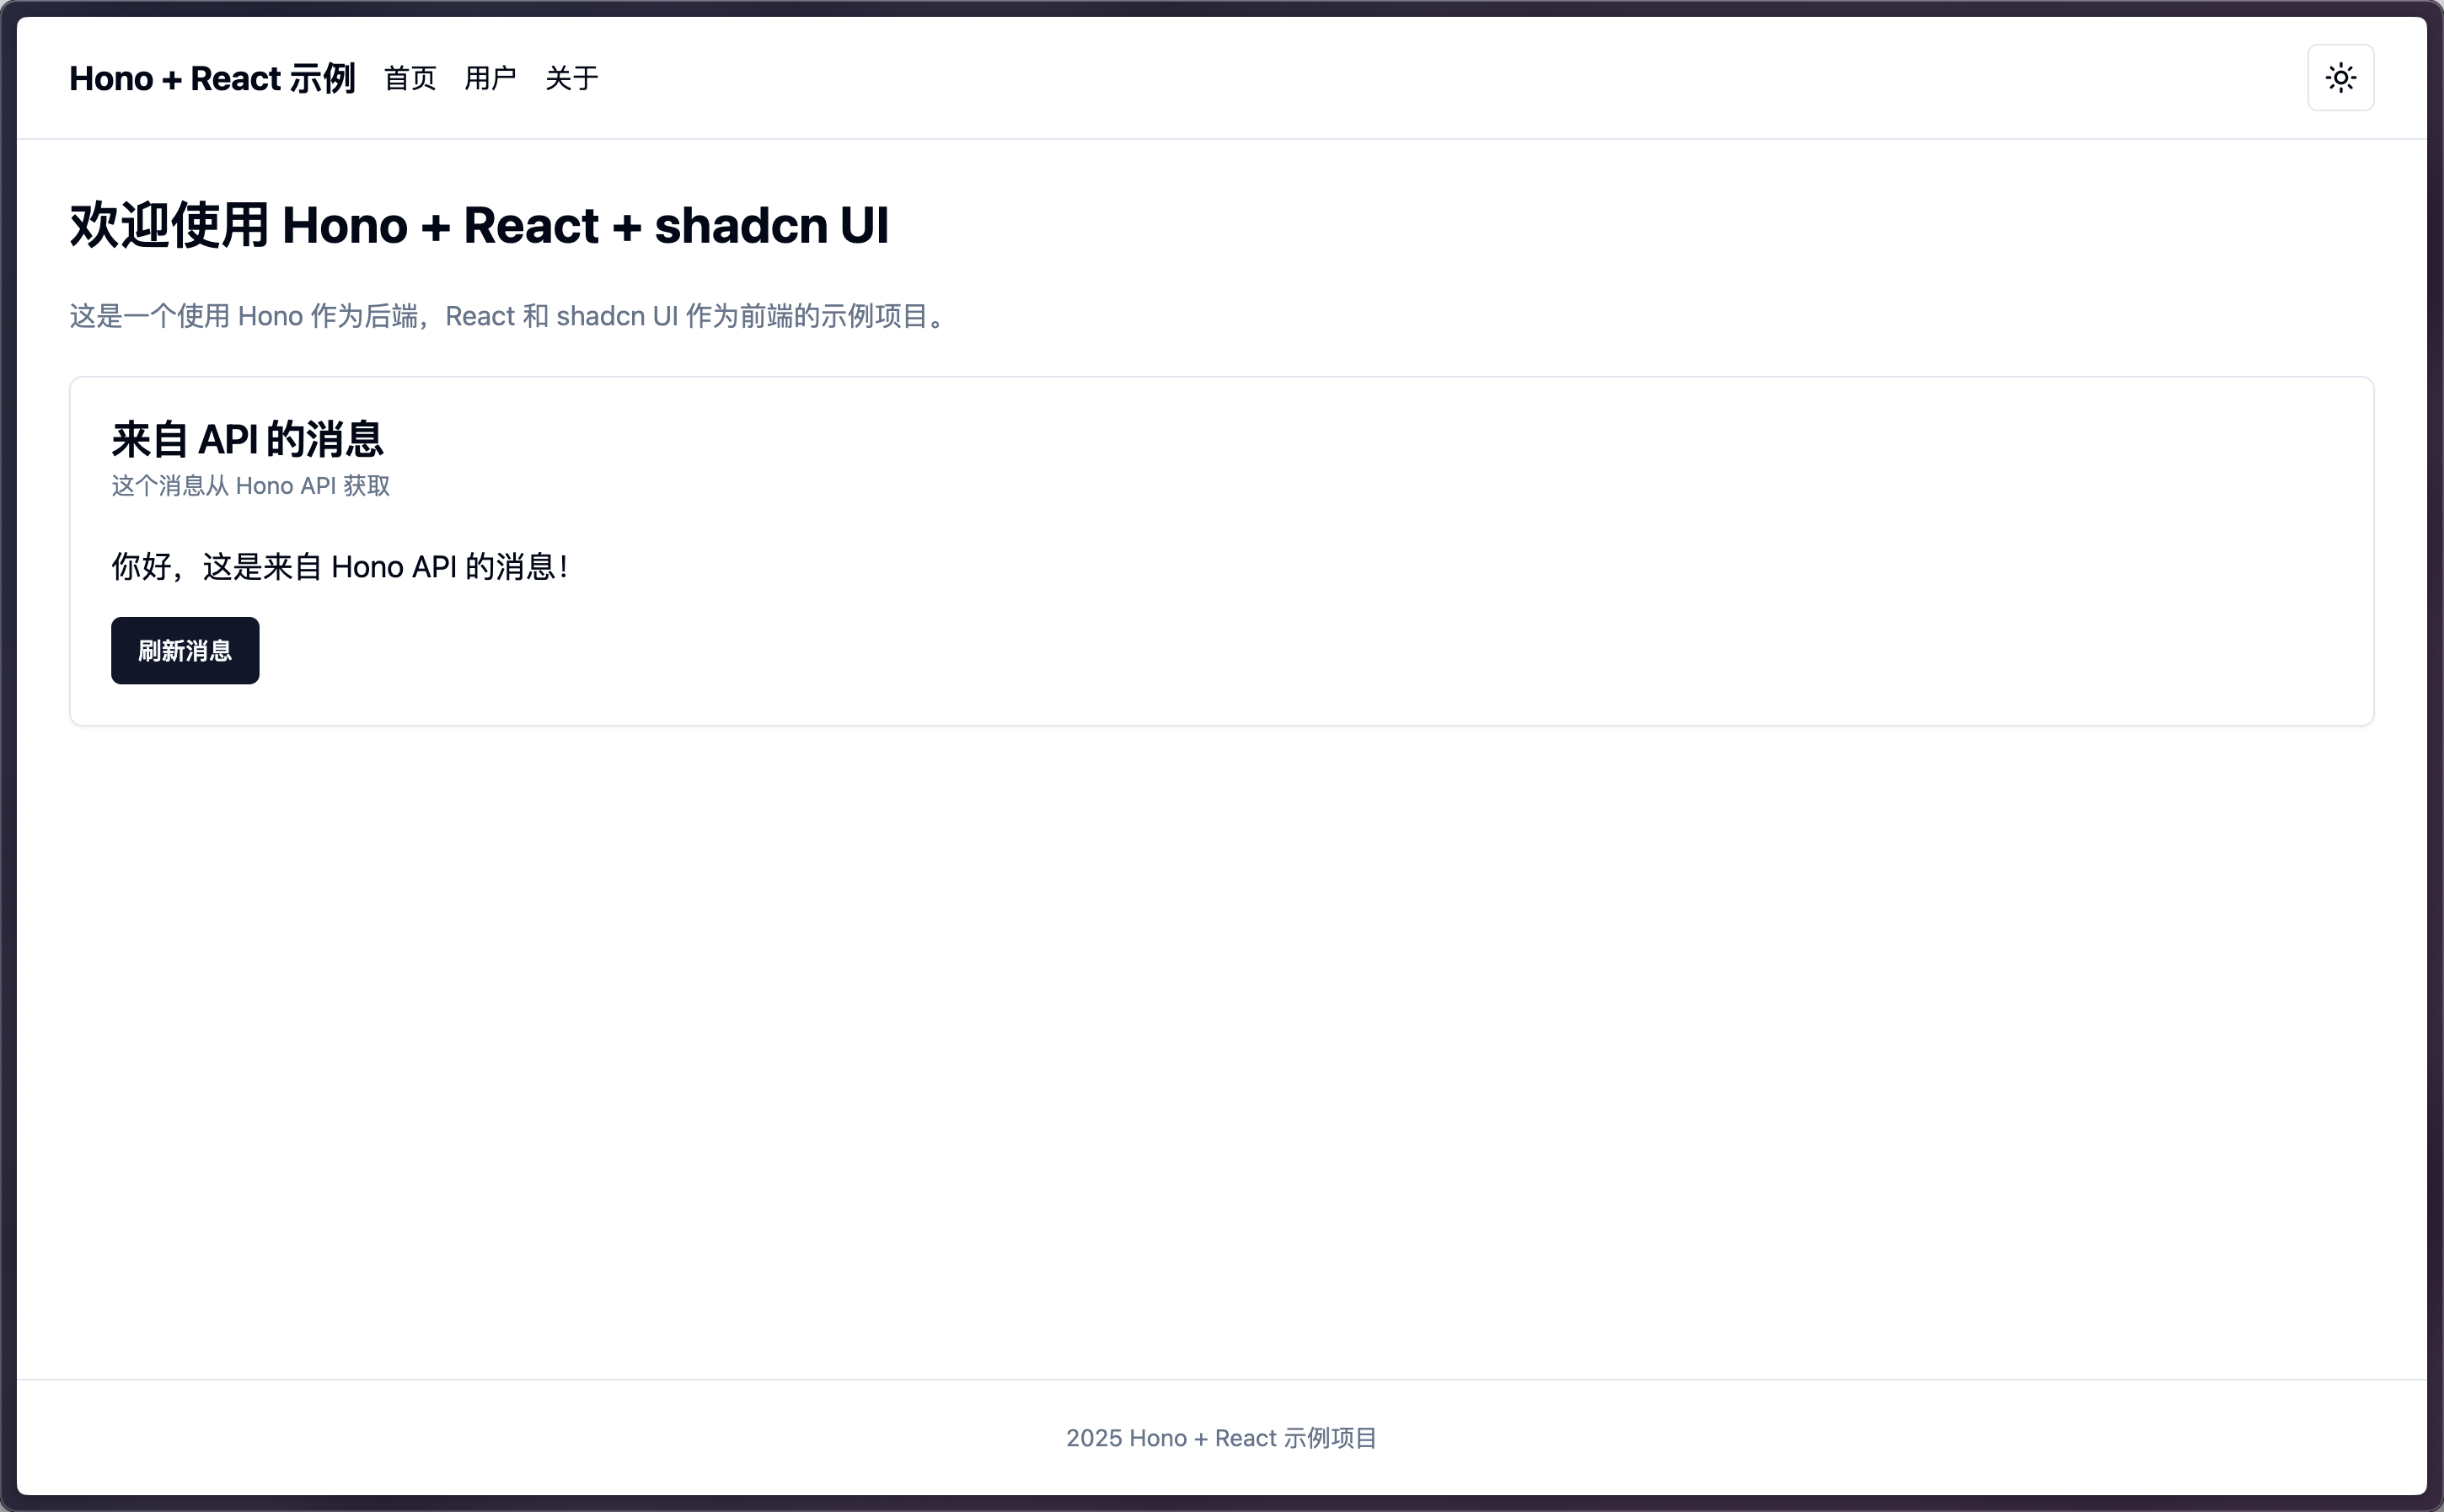 Hono + React 示例 首页 用户 关于
欢迎使用 Hono + React + shadcn UI
这是一个使用 Hono 作为后端，React 和 shadcn UI 作为前端的示例项目。
来自 API 的消息
这个消息从 Hono API 获取
你好，这是来自 Hono API 的消息！
刷新消息
2025 Hono + React 示例项目